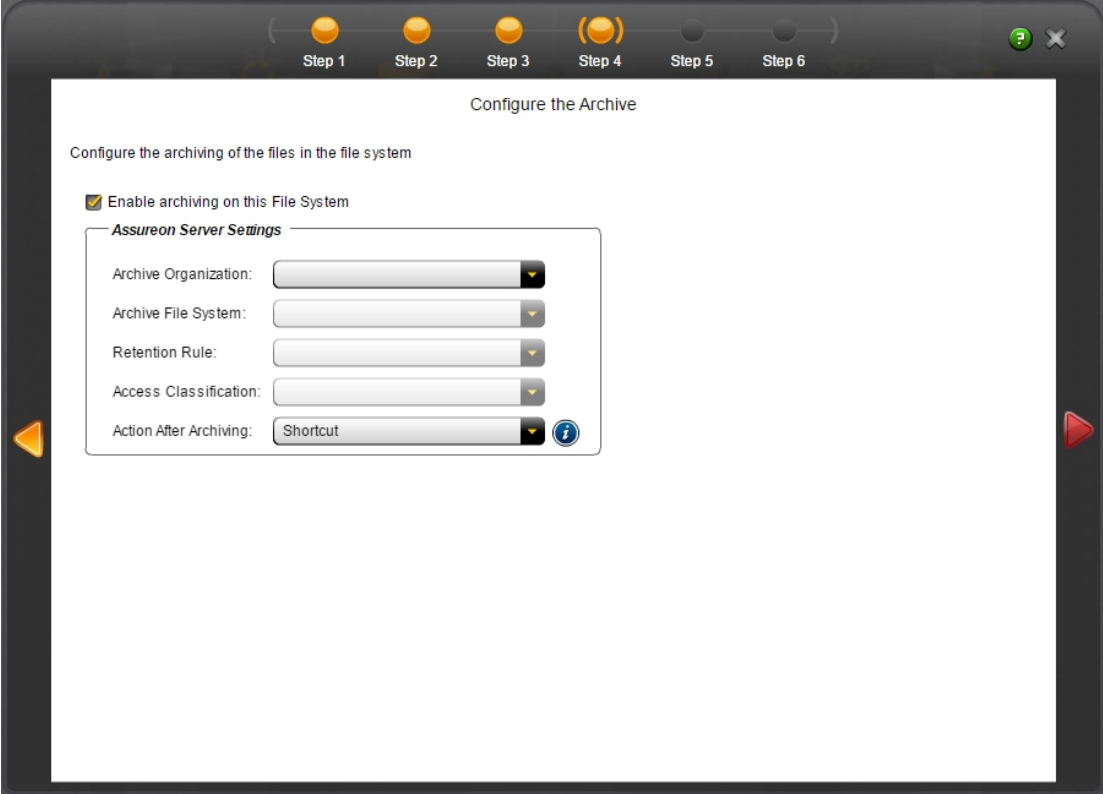 Step 1 Step 2 Step 3 Step 4 Step 5 Step 6
Configure the Archive
Configure the archiving of the files in the file system
Enable archiving on this File System
Assureon Server Settings
Archive Organization:
Archive File System:
Retention Rule:
Access Classification:
Action After Archiving: Shortcut